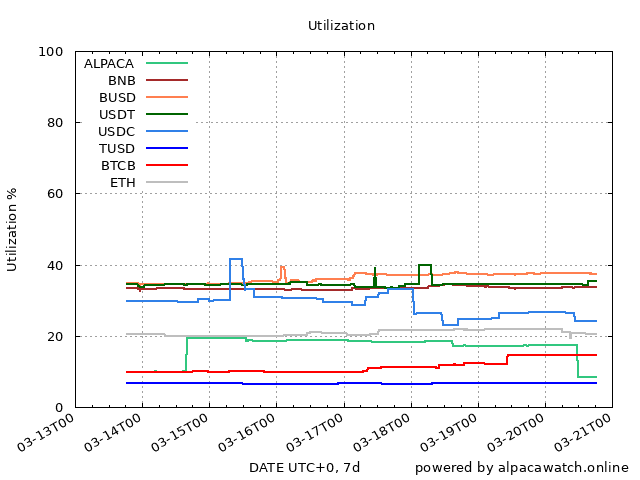 Utilization
100
80
60
40
20
0
Utilization %
ALPACA
BNB
BUSD
USDT
USDC
TUSD
BTCB
ETH
03-13T00
03-14T00
03-15T00
03-16T00
03-17T00
03-18T00
03-19T00
03-20T00
03-21T00
DATE UTC+0, 7d
powered by alpacawatch.online